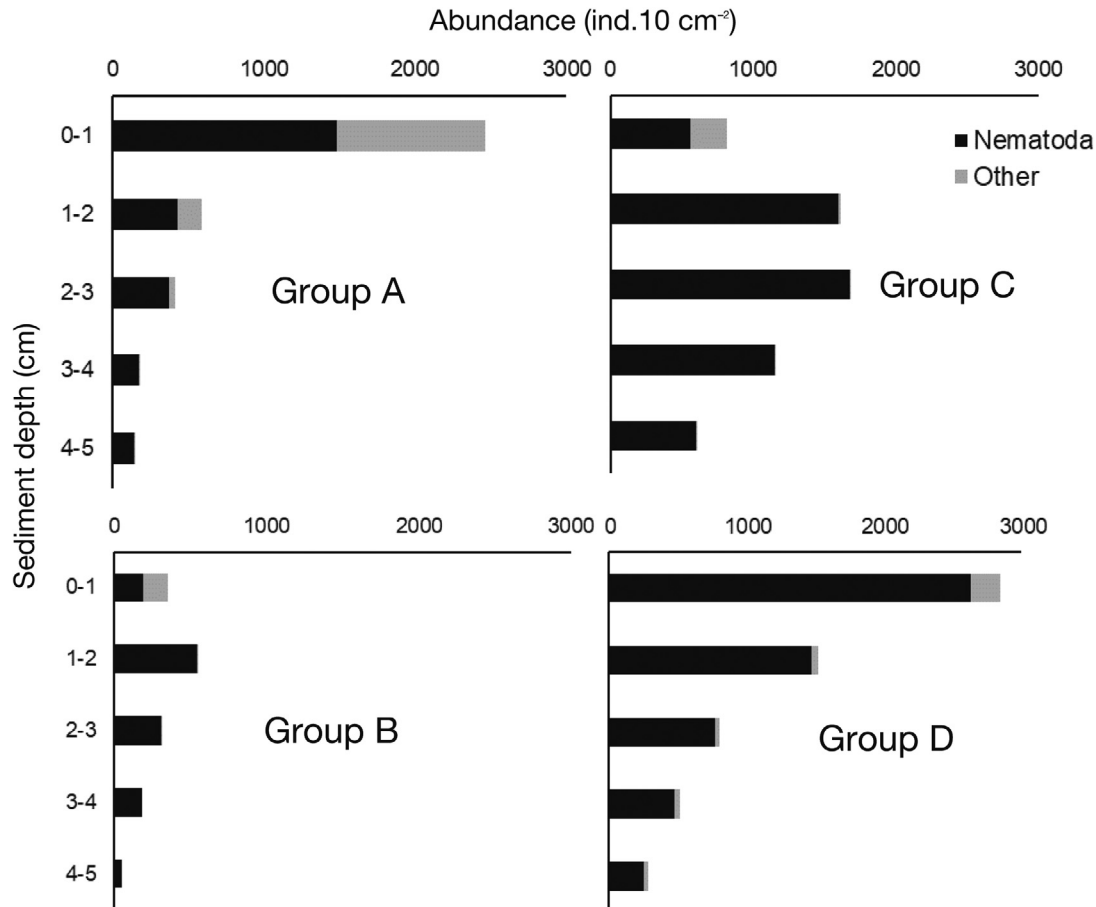 Abundance (ind.10 cm⁻²)
0 1000 2000 3000
0 1000 2000 3000
Sediment depth (cm)
0-1
1-2
2-3
3-4
4-5
Group A
Nematoda
Other
Group C
0 1000 2000 3000
0 1000 2000 3000
0-1
1-2
2-3
3-4
4-5
Group B
Group D